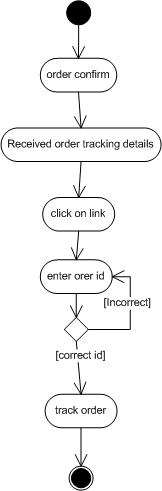 order confirm
Received order tracking details
click on link
enter orer id
[Incorrect]
[correct id]
track order